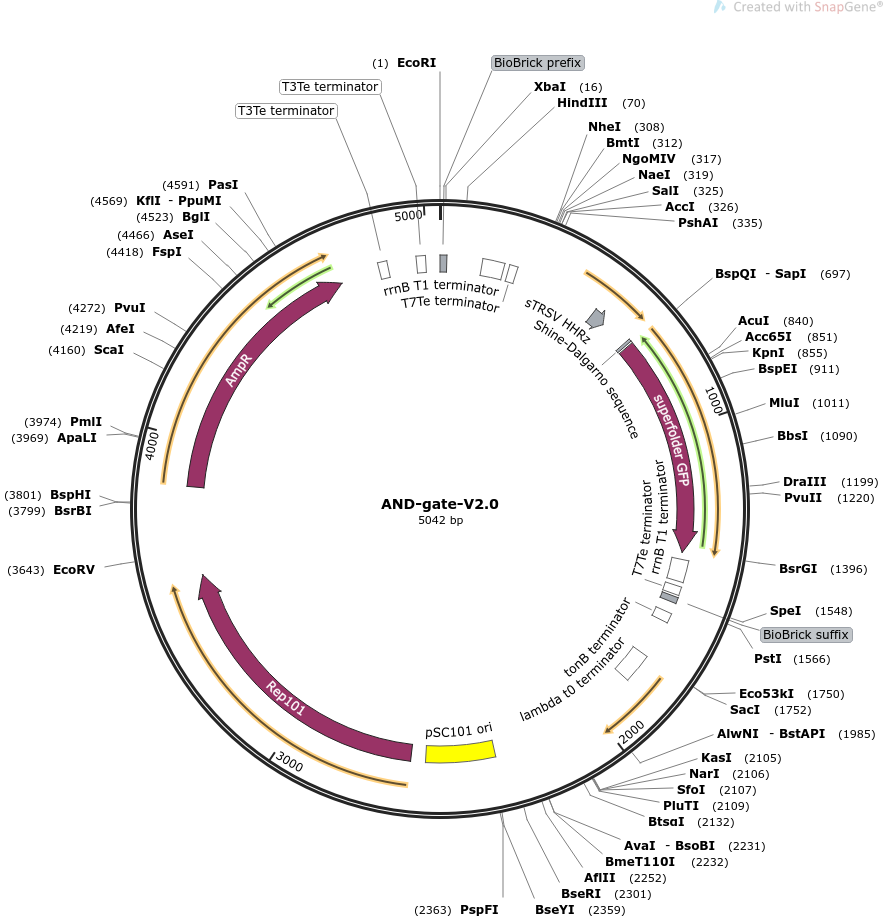 Created with SnapGene®
(1) EcoRI
BioBrick prefix
T3Te terminator
T3Te terminator
XbaI (16)
HindIII (70)
NheI (308)
BmtI (312)
NgoMIV (317)
NaeI (319)
SalI (325)
AccI (326)
PshAI (335)
BspQI - SapI (697)
AcuI (840)
Acc65I (851)
KpnI (855)
BspEI (911)
MluI (1011)
BbsI (1090)
DraIII (1199)
PvuII (1220)
BsrGI (1396)
SpeI (1548)
BioBrick suffix
PstI (1566)
Eco53kI (1750)
SacI (1752)
AlwNI - BstAPI (1985)
KasI (2105)
NarI (2106)
SfoI (2107)
PluTI (2109)
BtsαI (2132)
AvaI - BsoBI (2231)
BmeT110I (2232)
AflII (2252)
BseRI (2301)
BseYI (2359)
(2363) PspFI
(3643) EcoRV
(3799) BsrBI
(3801) BspHI
(3969) ApaLI
(3974) PmlI
(4160) ScaI
(4219) AfeI
(4272) PvuI
(4418) FspI
(4466) AseI
(4523) BglI
(4569) KflI - PpuMI
(4591) PasI
5000
1000
2000
3000
4000
rrnB T1 terminator
T7Te terminator
sTRSV HHRz
Shine-Dalgarno sequence
superfolder GFP
rrnB T1 terminator
T7Te terminator
tonB terminator
lambda t0 terminator
pSC101 ori
Rep101
AmpR
AND-gate-V2.0
5042 bp